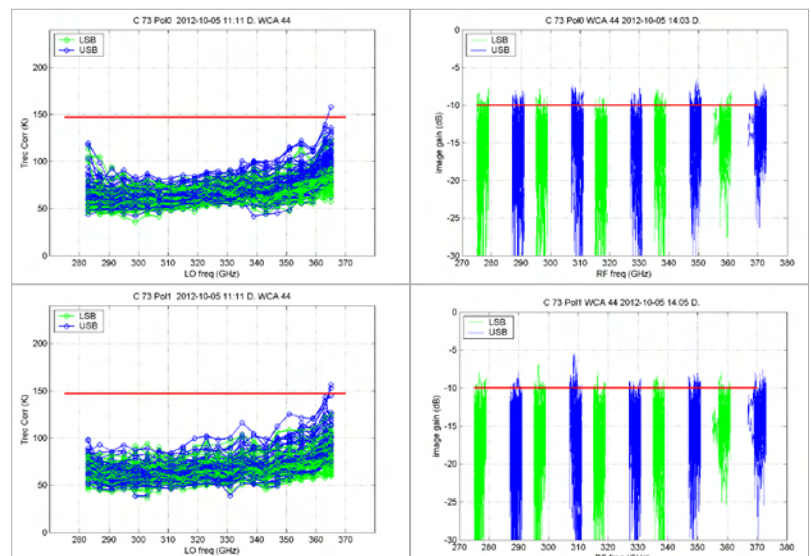 C 73 Pol0 2012-10-05 11:11 D. WCA 44
LSB
USB
200
150
100
50
0
Trec Corr (K)
280 290 300 310 320 330 340 350 360 370
LO freq (GHz)
C 73 Pol0 WCA 44 2012-10-05 14:03 D.
LSB
USB
0
-5
-10
-15
-20
-25
-30
image gain (dB)
270 280 290 300 310 320 330 340 350 360 370 380
RF freq (GHz)
C 73 Pol1 2012-10-05 11:11 D. WCA 44
LSB
USB
200
150
100
50
0
Trec Corr (K)
280 290 300 310 320 330 340 350 360 370
LO freq (GHz)
C 73 Pol1 WCA 44 2012-10-05 14:05 D.
LSB
USB
0
-5
-10
-15
-20
-25
-30
image gain (dB)
270 280 290 300 310 320 330 340 350 360 370 380